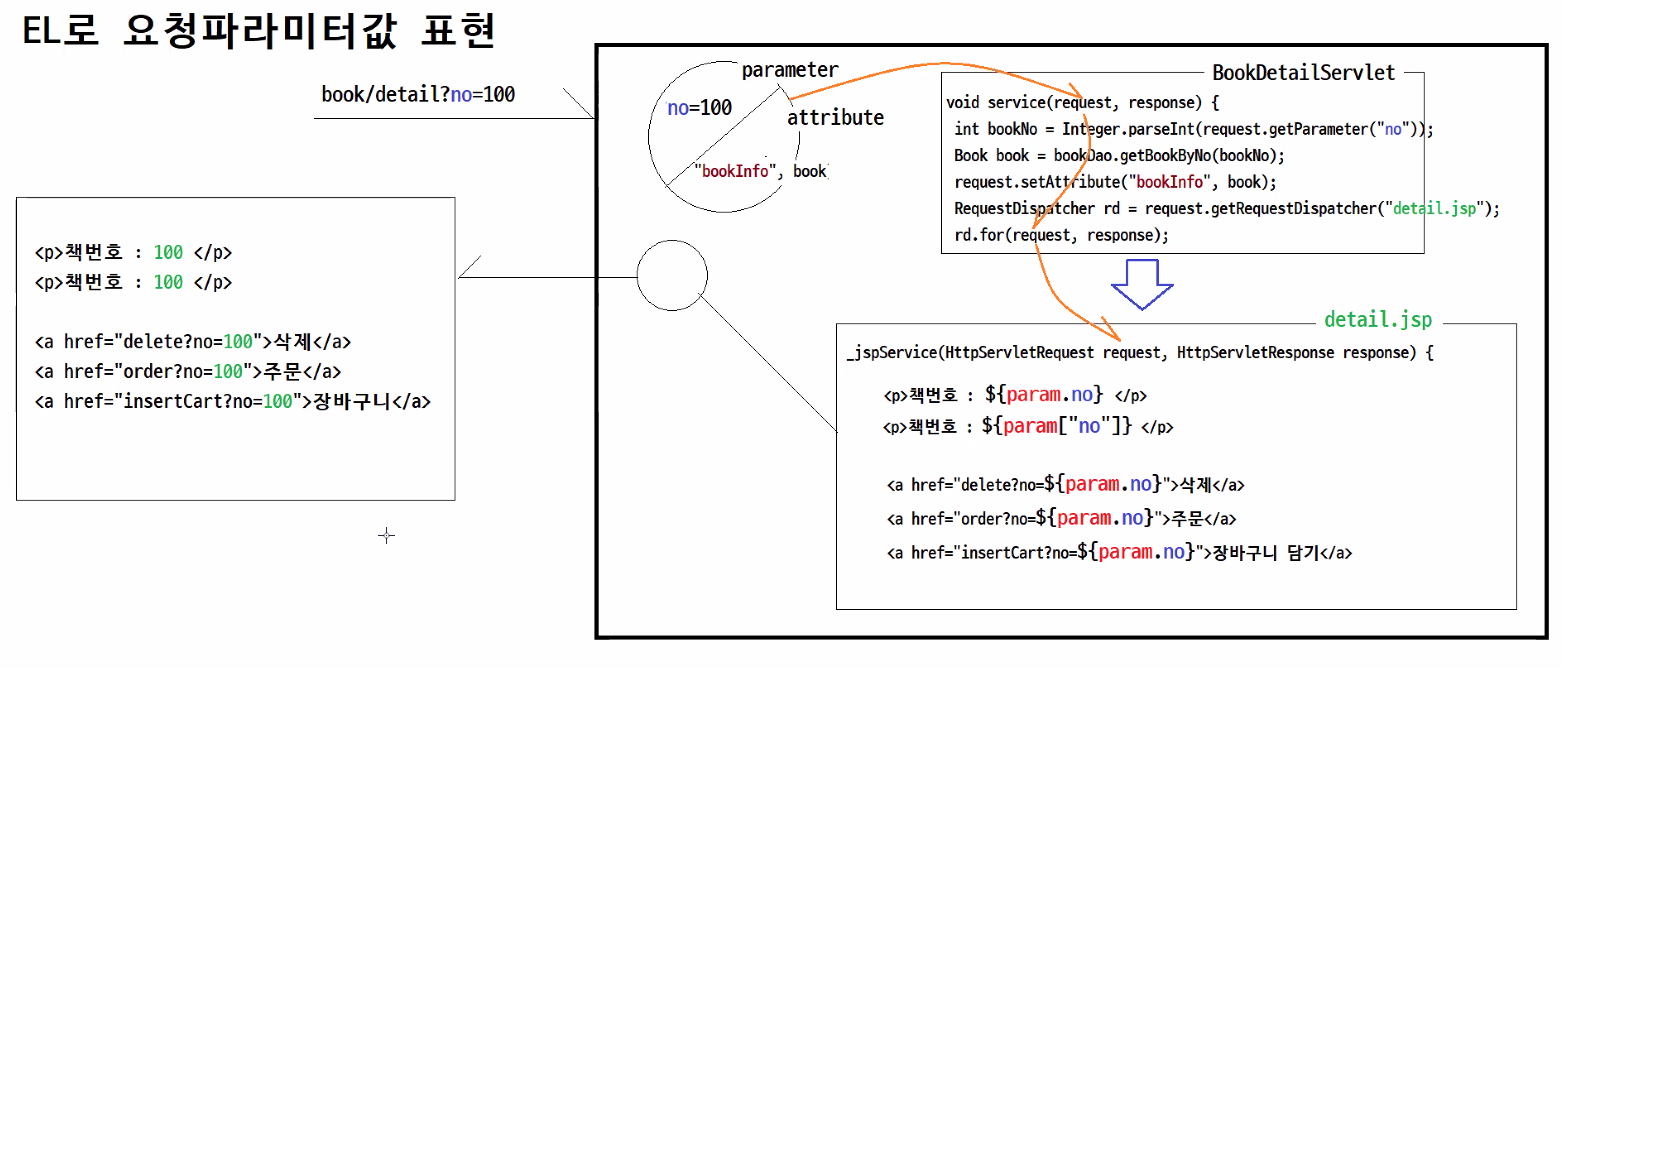 EL로 요청파라미터값 표현
book/detail?no=100
parameter
no=100
attribute
"bookInfo", book
BookDetailServlet
void service(request, response) {
int bookNo = Integer.parseInt(request.getParameter("no"));
Book book = bookDao.getBookByNo(bookNo);
request.setAttribute("bookInfo", book);
RequestDispatcher rd = request.getRequestDispatcher("detail.jsp");
rd.for(request, response);
detail.jsp
_jspService(HttpServletRequest request, HttpServletResponse response) {
<p>책번호 : ${param.no} </p>
<p>책번호 : ${param["no"]} </p>
<a href="delete?no=${param.no}">삭제</a>
<a href="order?no=${param.no}">주문</a>
<a href="insertCart?no=${param.no}">장바구니 담기</a>
<p>책번호 : 100 </p>
<p>책번호 : 100 </p>
<a href="delete?no=100">삭제</a>
<a href="order?no=100">주문</a>
<a href="insertCart?no=100">장바구니</a>